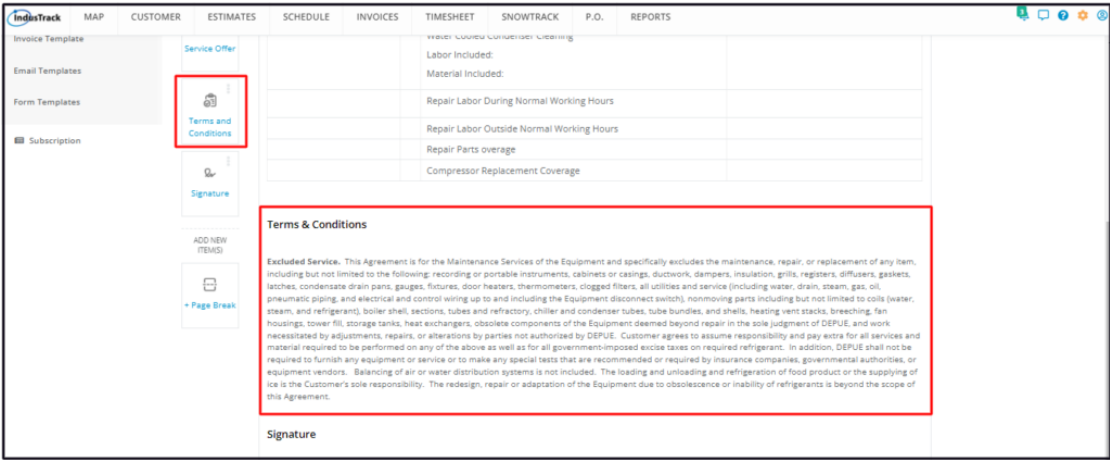 IndusTrack MAP CUSTOMER ESTIMATES SCHEDULE INVOICES TIMESHEET SNOWTRACK P.O. REPORTS 3
Invoice Template
Email Templates
Form Templates
Subscription
Service Offer
Terms and
Conditions
Signature
ADD NEW
ITEM(S)
+ Page Break
Water Cooled Condenser Cleaning
Labor Included:
Material Included:
Repair Labor During Normal Working Hours
Repair Labor Outside Normal Working Hours
Repair Parts overage
Compressor Replacement Coverage
Terms & Conditions
Excluded Service. This Agreement is for the Maintenance Services of the Equipment and specifically excludes the maintenance, repair, or replacement of any item,
including but not limited to the following: recording or portable instruments, cabinets or casings, ductwork, dampers, insulation, grills, registers, diffusers, gaskets,
latches, condensate drain pans, gauges, fixtures, door heaters, thermometers, clogged filters, all utilities and service (including water, drain, steam, gas, oil,
pneumatic piping, and electrical and control wiring up to and including the Equipment disconnect switch), nonmoving parts including but not limited to coils (water,
steam, and refrigerant), boiler shell, sections, tubes and refractory, chiller and condenser tubes, tube bundles, and shells, heating vent stacks, breeching, fan
housings, tower fill, storage tanks, heat exchangers, obsolete components of the Equipment deemed beyond repair in the sole judgment of DEPUE, and work
necessitated by adjustments, repairs, or alterations by parties not authorized by DEPUE. Customer agrees to assume responsibility and pay extra for all services and
material required to be performed on any of the above as well as for all government-imposed excise taxes on required refrigerant. In addition, DEPUE shall not be
required to furnish any equipment or service or to make any special tests that are recommended or required by insurance companies, governmental authorities, or
equipment vendors. Balancing of air or water distribution systems is not included. The loading and unloading and refrigeration of food product or the supplying of
ice is the Customer's sole responsibility. The redesign, repair or adaptation of the Equipment due to obsolescence or inability of refrigerants is beyond the scope of
this Agreement.
Signature